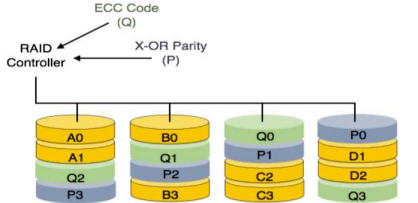 ECC Code
(Q)
X-OR Parity
(P)
RAID
Controller
A0 B0 Q0 P0
A1 Q1 P1 D1
Q2 P2 C2 D2
P3 B3 C3 Q3